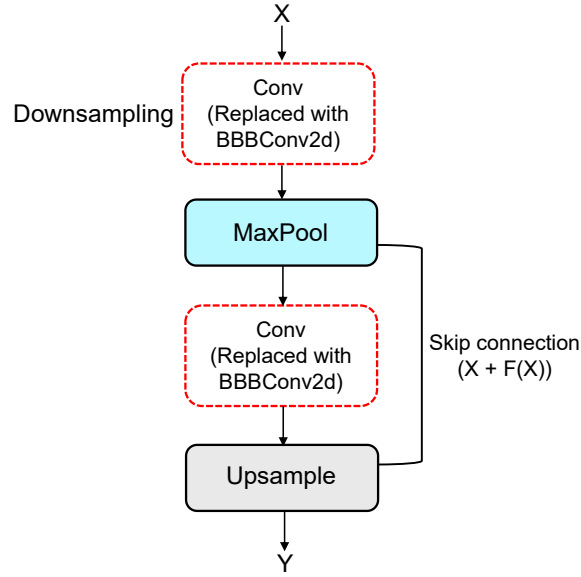 X
Downsampling
Conv
(Replaced with
BBBConv2d)
MaxPool
Conv
(Replaced with
BBBConv2d)
Skip connection
(X + F(X))
Upsample
Y